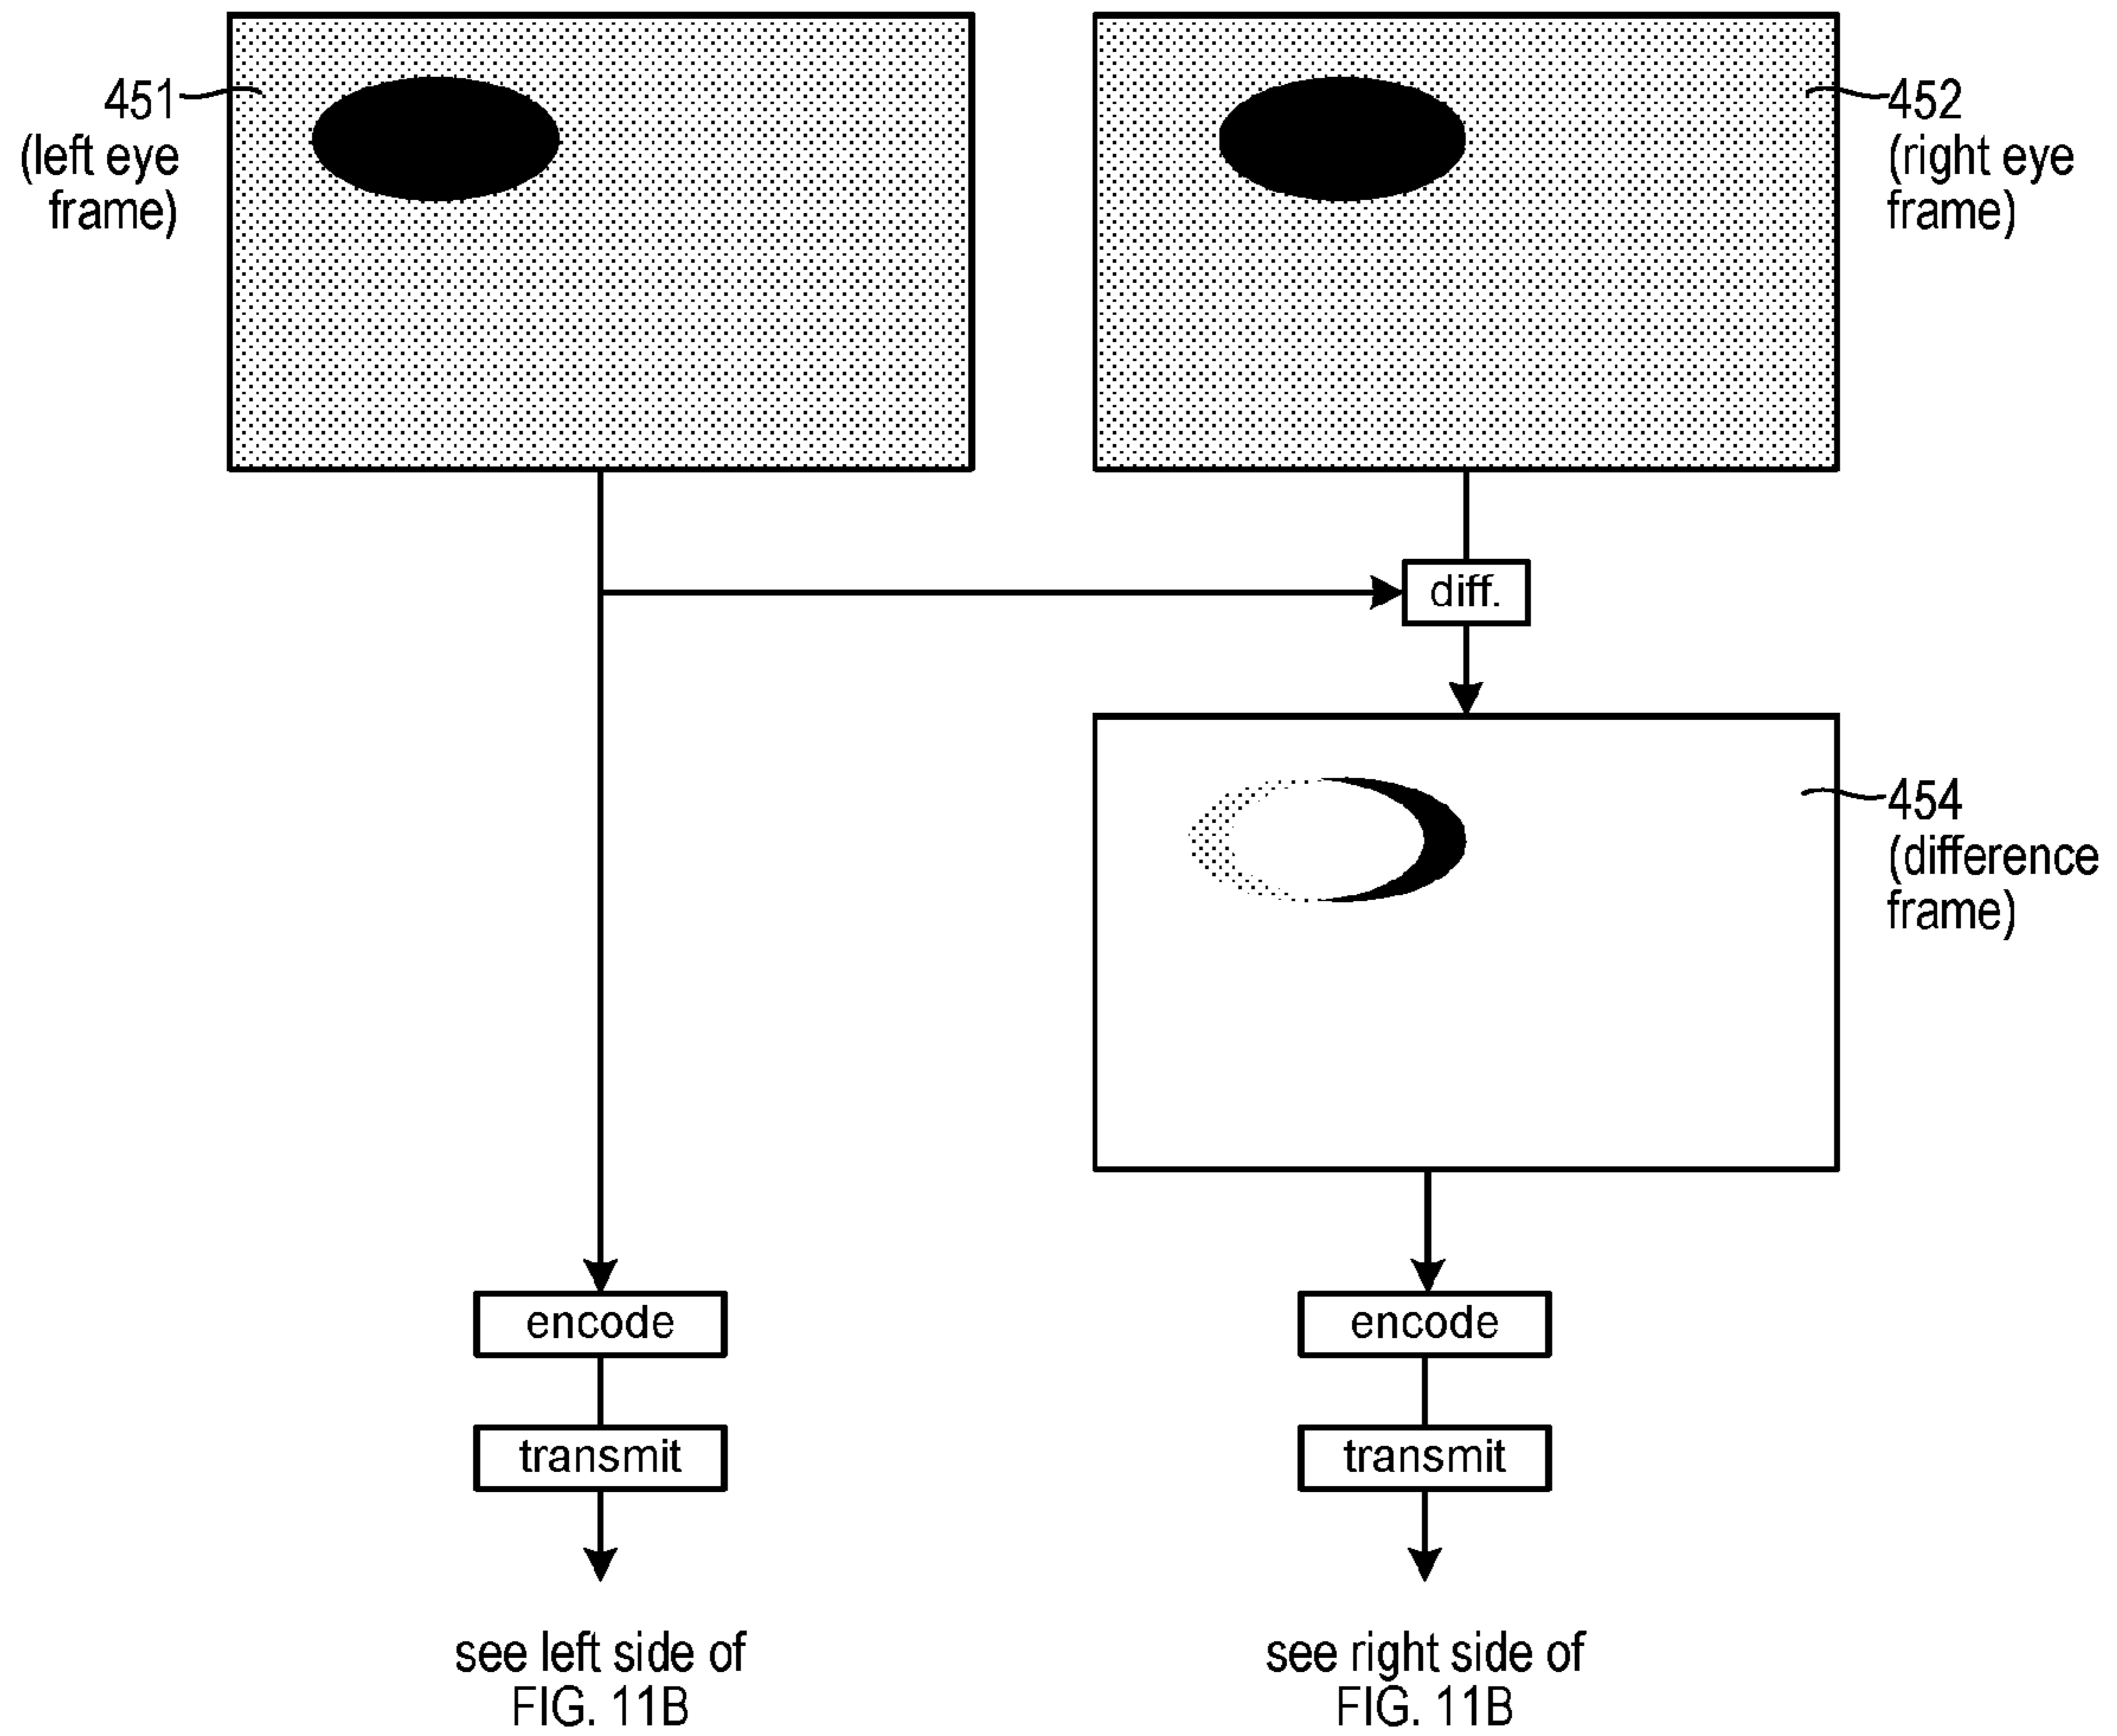 451
(left eye
frame)
452
(right eye
frame)
diff.
454
(difference
frame)
encode
encode
transmit
transmit
see left side of
FIG. 11B
see right side of
FIG. 11B